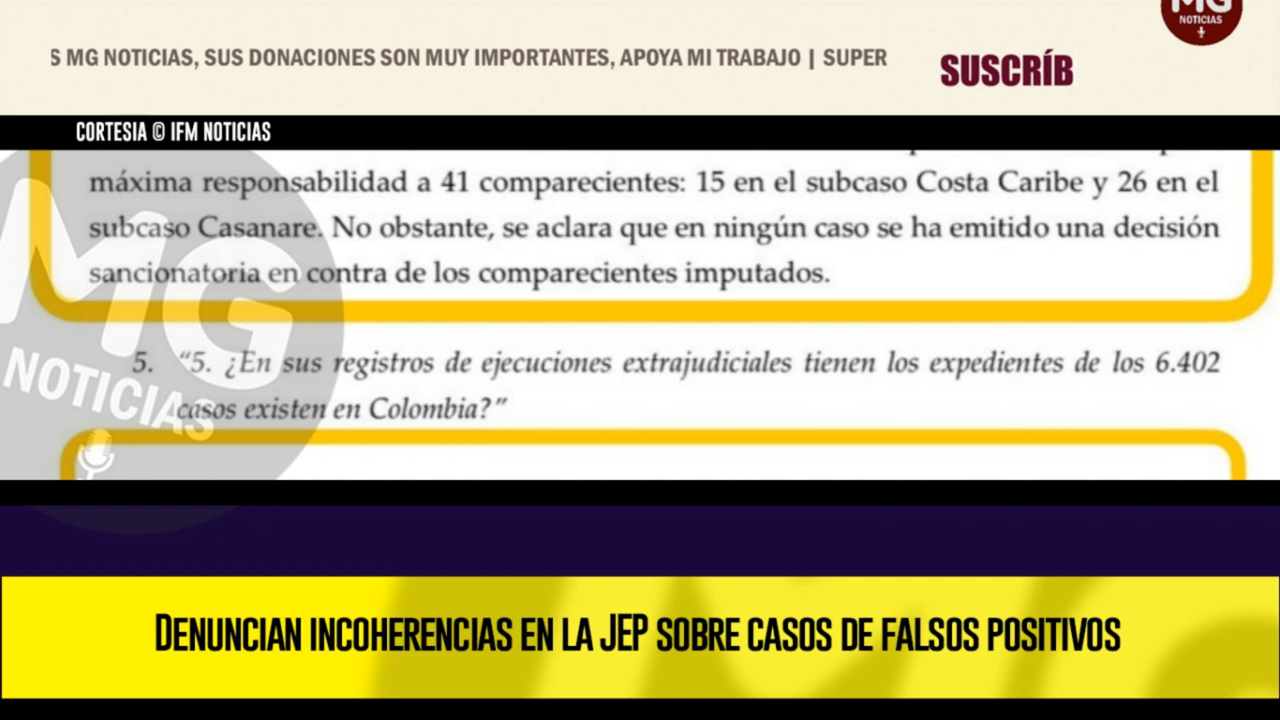 MG
NOTICIAS
S MG NOTICIAS, SUS DONACIONES SON MUY IMPORTANTES, APOYA MI TRABAJO | SUPER
SUSCRÍB
CORTESIA © IFM NOTICIAS
máxima responsabilidad a 41 comparecientes: 15 en el subcaso Costa Caribe y 26 en el
subcaso Casanare. No obstante, se aclara que en ningún caso se ha emitido una decisión
sancionatoria en contra de los comparecientes imputados.
5. “5. ¿En sus registros de ejecuciones extrajudiciales tienen los expedientes de los 6.402
casos existen en Colombia?”
MG
NOTICIAS
DENUNCIAN INCOHERENCIAS EN LA JEP SOBRE CASOS DE FALSOS POSITIVOS